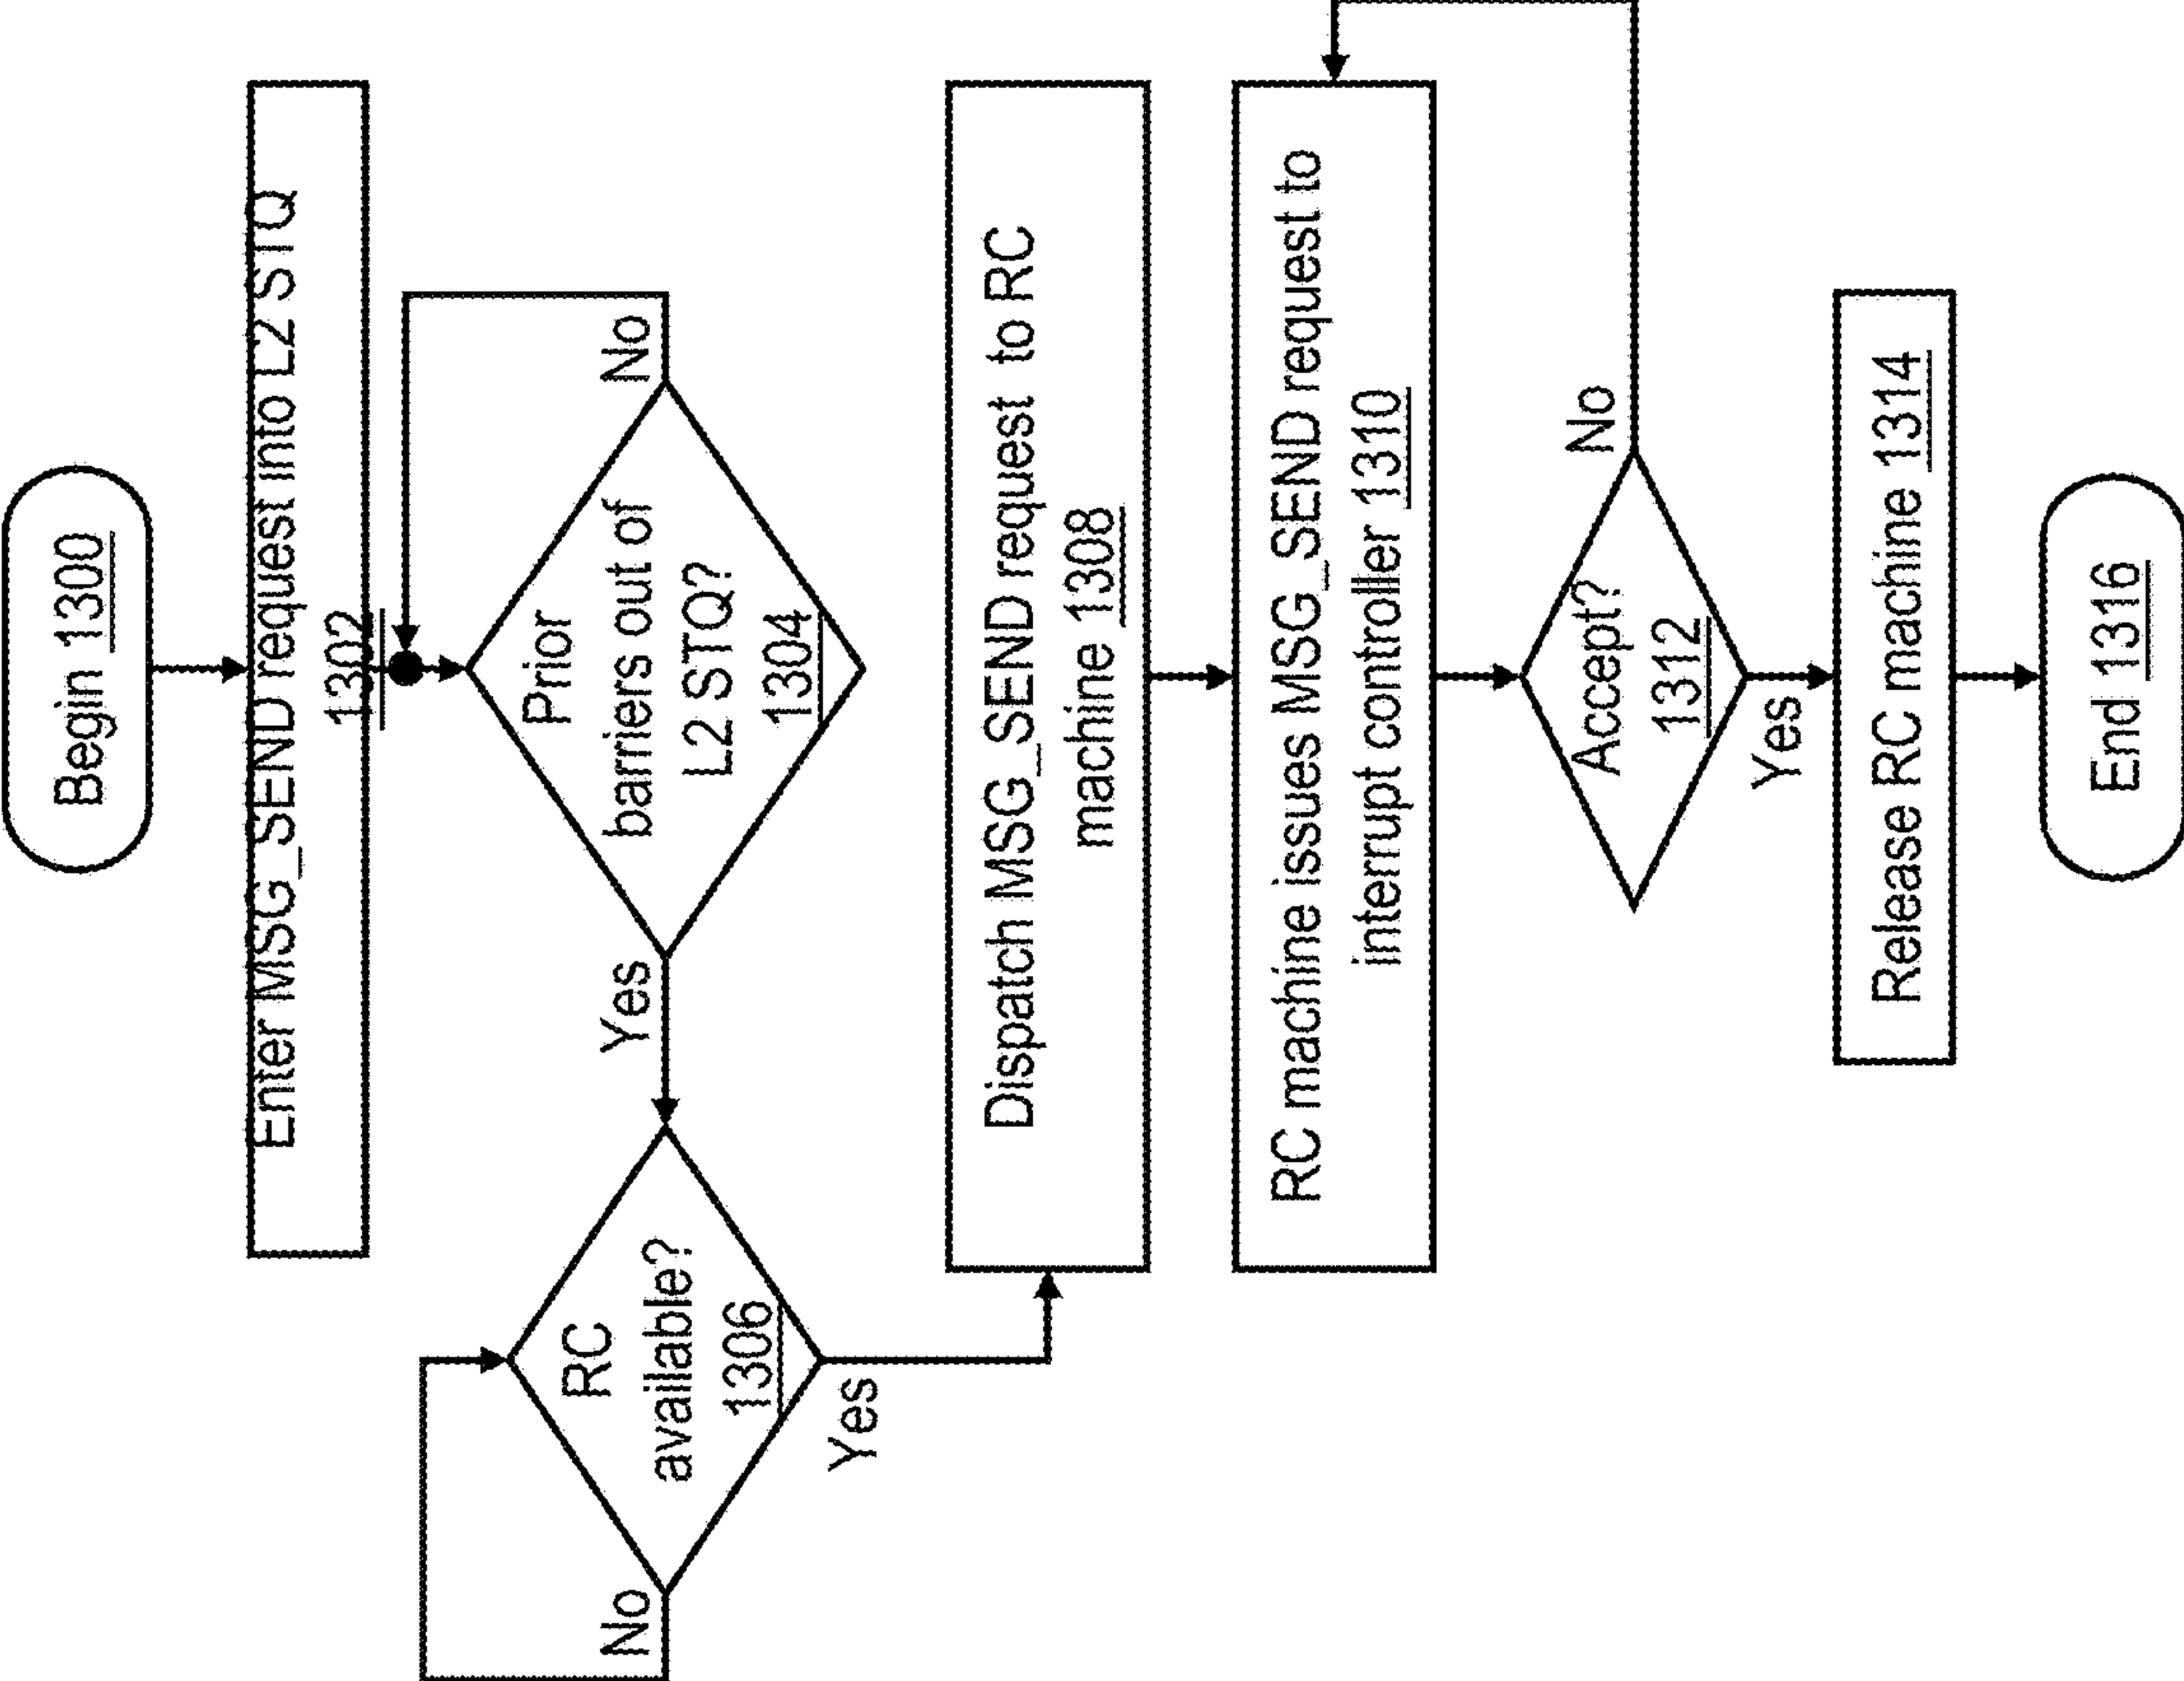 Begin 1300
Enter MSG_SEND request into L2 STQ
1302
Prior
barriers out of
L2 STQ?
1304
No
Yes
RC
available?
1306
No
Yes
Dispatch MSG_SEND request to RC
machine 1308
RC machine issues MSG_SEND request to
interrupt controller 1310
Accept?
1312
No
Yes
Release RC machine 1314
End 1316